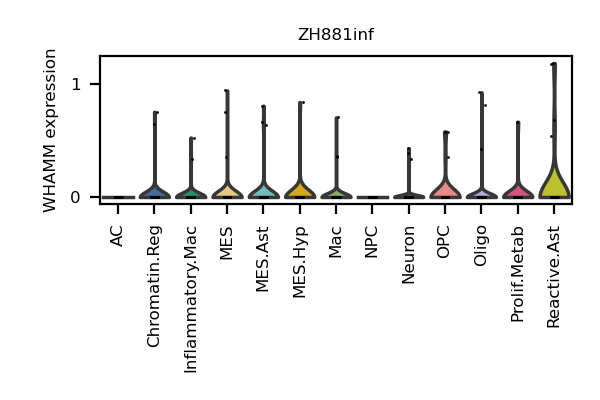 ZH881inf
WHAMM expression
1
0
AC
Chromatin.Reg
Inflammatory.Mac
MES
MES.Ast
MES.Hyp
Mac
NPC
Neuron
OPC
Oligo
Prolif.Metab
Reactive.Ast